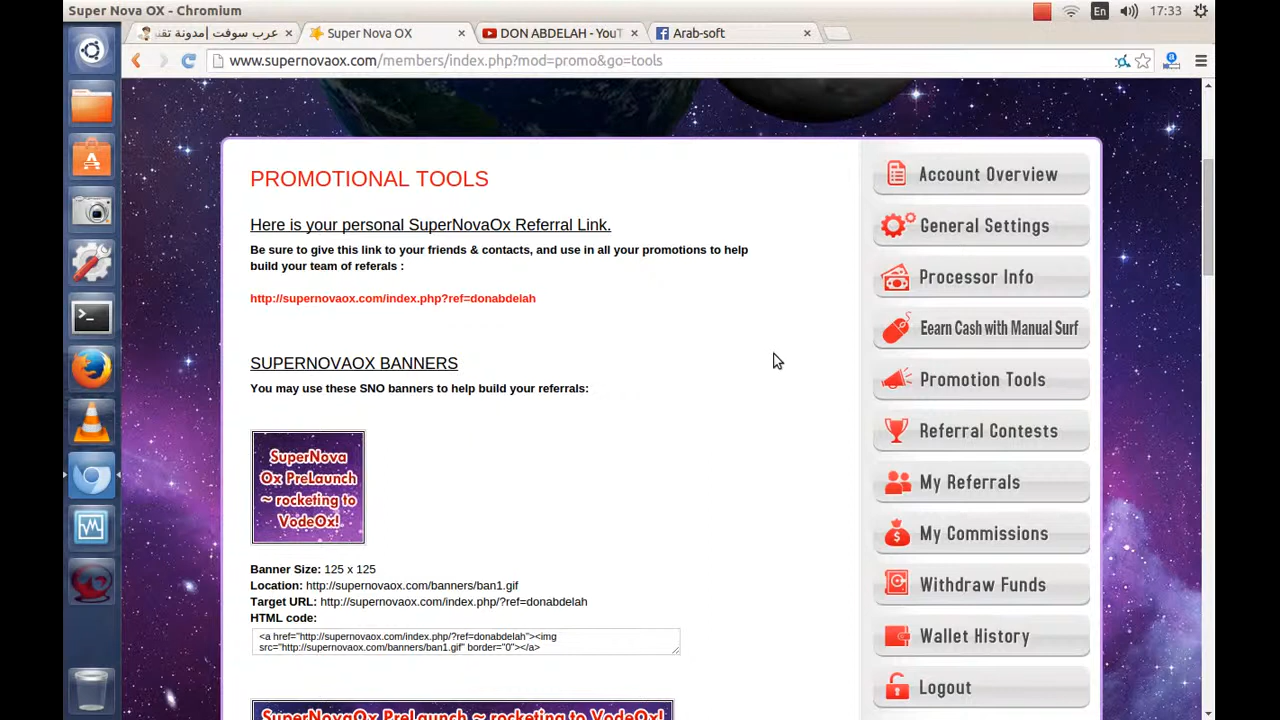 Super Nova OX - Chromium
En
17:33
عرب سوفت |مدونة تقن
Super Nova OX
DON ABDELAH - YouT
Arab-soft
www.supernovaox.com/members/index.php?mod=promo&go=tools
PROMOTIONAL TOOLS
Here is your personal SuperNovaOx Referral Link.
Be sure to give this link to your friends & contacts, and use in all your promotions to help
build your team of referals :
http://supernovaox.com/index.php?ref=donabdelah
SUPERNOVAOX BANNERS
You may use these SNO banners to help build your referrals:
SuperNova
Ox PreLaunch
~ rocketing to
VodeOx!
Banner Size: 125 x 125
Location: http://supernovaox.com/banners/ban1.gif
Target URL: http://supernovaox.com/index.php/?ref=donabdelah
HTML code:
<a href="http://supernovaox.com/index.php/?ref=donabdelah"><img
src="http://supernovaox.com/banners/ban1.gif" border="0"></a>
SuperNovaOx PreLaunch ~ rocketing to VodeOx!
Account Overview
General Settings
Processor Info
Eearn Cash with Manual Surf
Promotion Tools
Referral Contests
My Referrals
My Commissions
Withdraw Funds
Wallet History
Logout